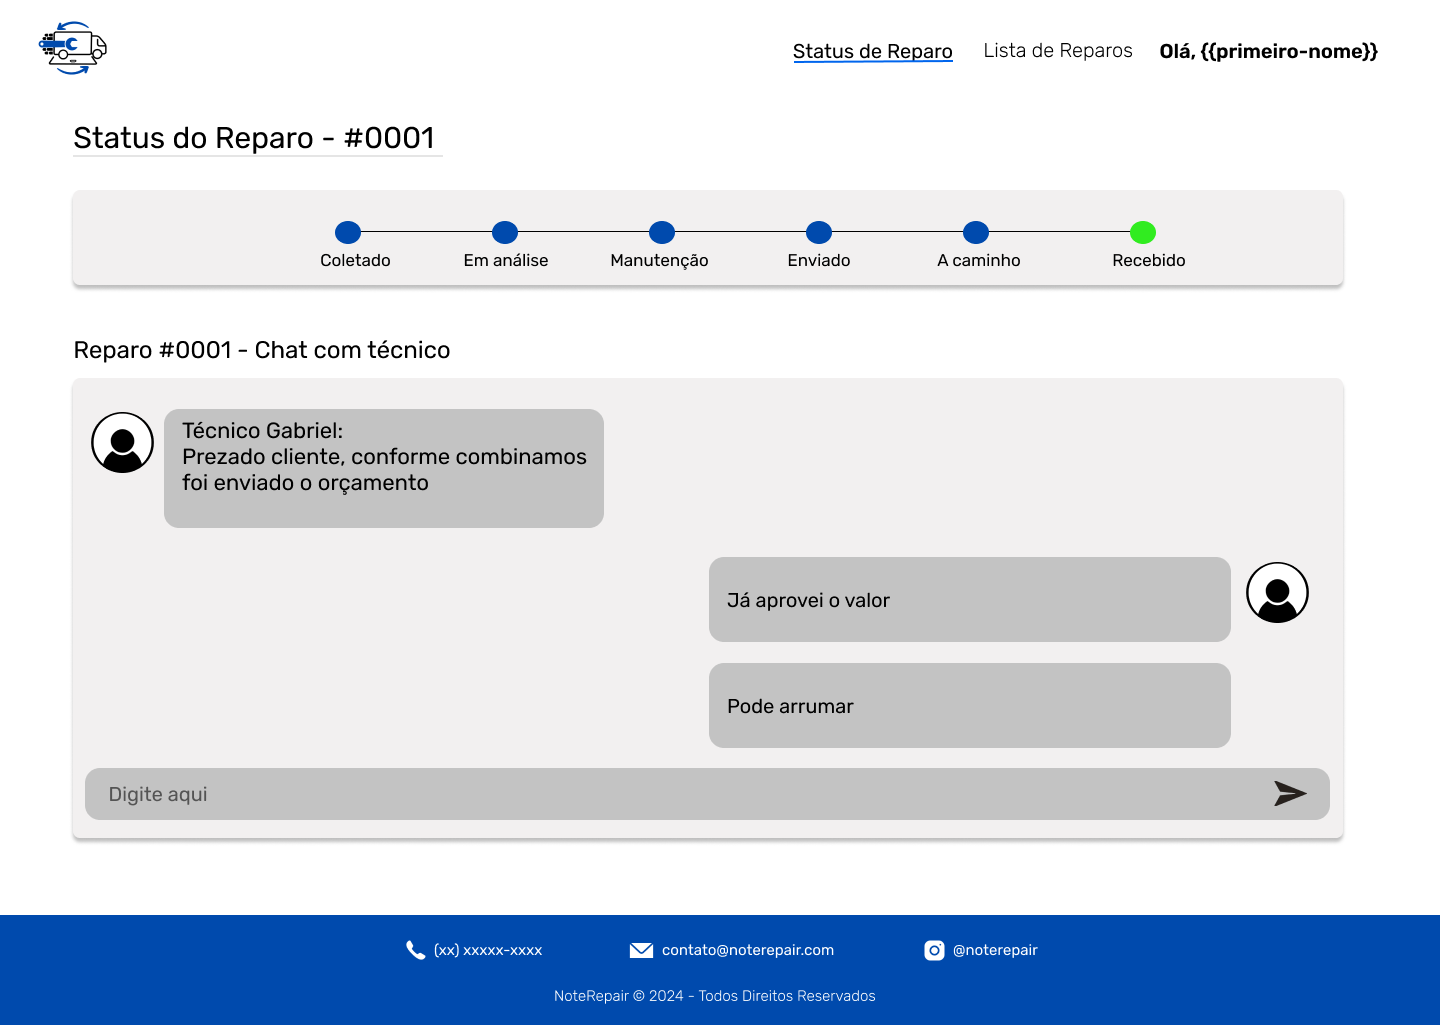 Status de Reparo
Lista de Reparos
Olá, {{primeiro-nome}}
Status do Reparo - #0001
Coletado
Em análise
Manutenção
Enviado
A caminho
Recebido
Reparo #0001 - Chat com técnico
Técnico Gabriel:
Prezado cliente, conforme combinamos
foi enviado o orçamento
Já aprovei o valor
Pode arrumar
Digite aqui
(xx) xxxxx-xxxx
contato@noterepair.com
@noterepair
NoteRepair © 2024 - Todos Direitos Reservados